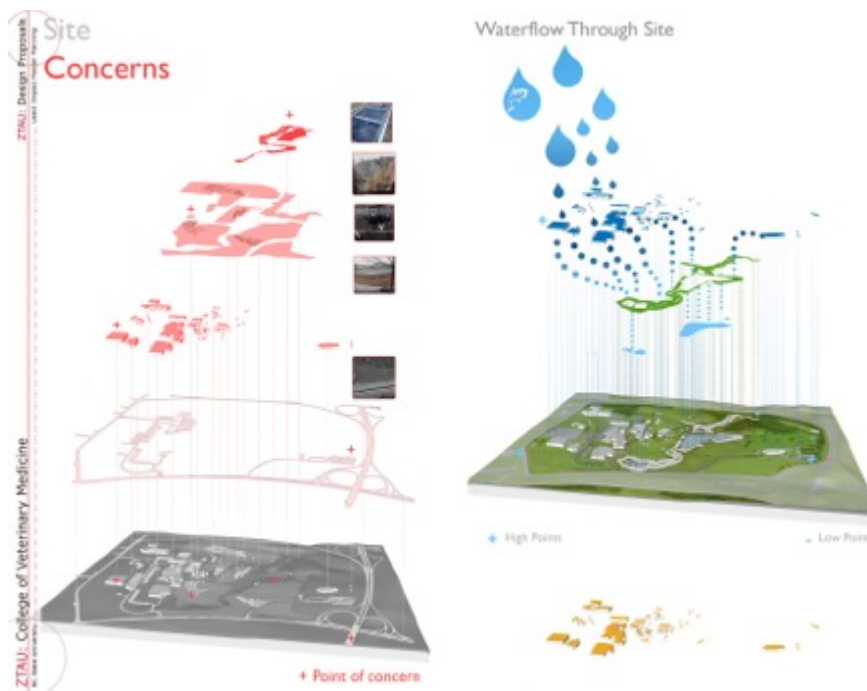 Site
Concerns
Waterflow Through Site
ZTAU: Design Proposals
ZTAU: College of Veterinary Medicine
High Points
Low Point
+ Point of concern